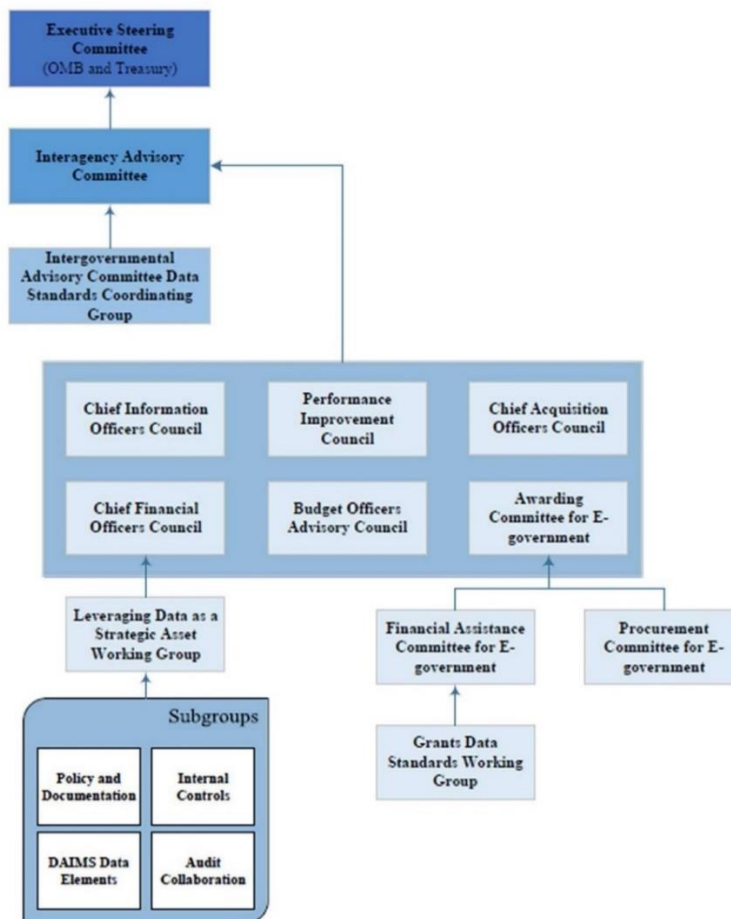 Executive Steering
Committee
(OMB and Treasury)
Interagency Advisory
Committee
Intergovernmental
Advisory Committee Data
Standards Coordinating
Group
Chief Information
Officers Council
Performance
Improvement
Council
Chief Acquisition
Officers Council
Chief Financial
Officers Council
Budget Officers
Advisory Council
Awarding
Committee for E-
government
Leveraging Data as a
Strategic Asset
Working Group
Financial Assistance
Committee for E-
government
Procurement
Committee for E-
government
Subgroups
Policy and
Documentation
Internal
Controls
DAIMS Data
Elements
Audit
Collaboration
Grants Data
Standards Working
Group